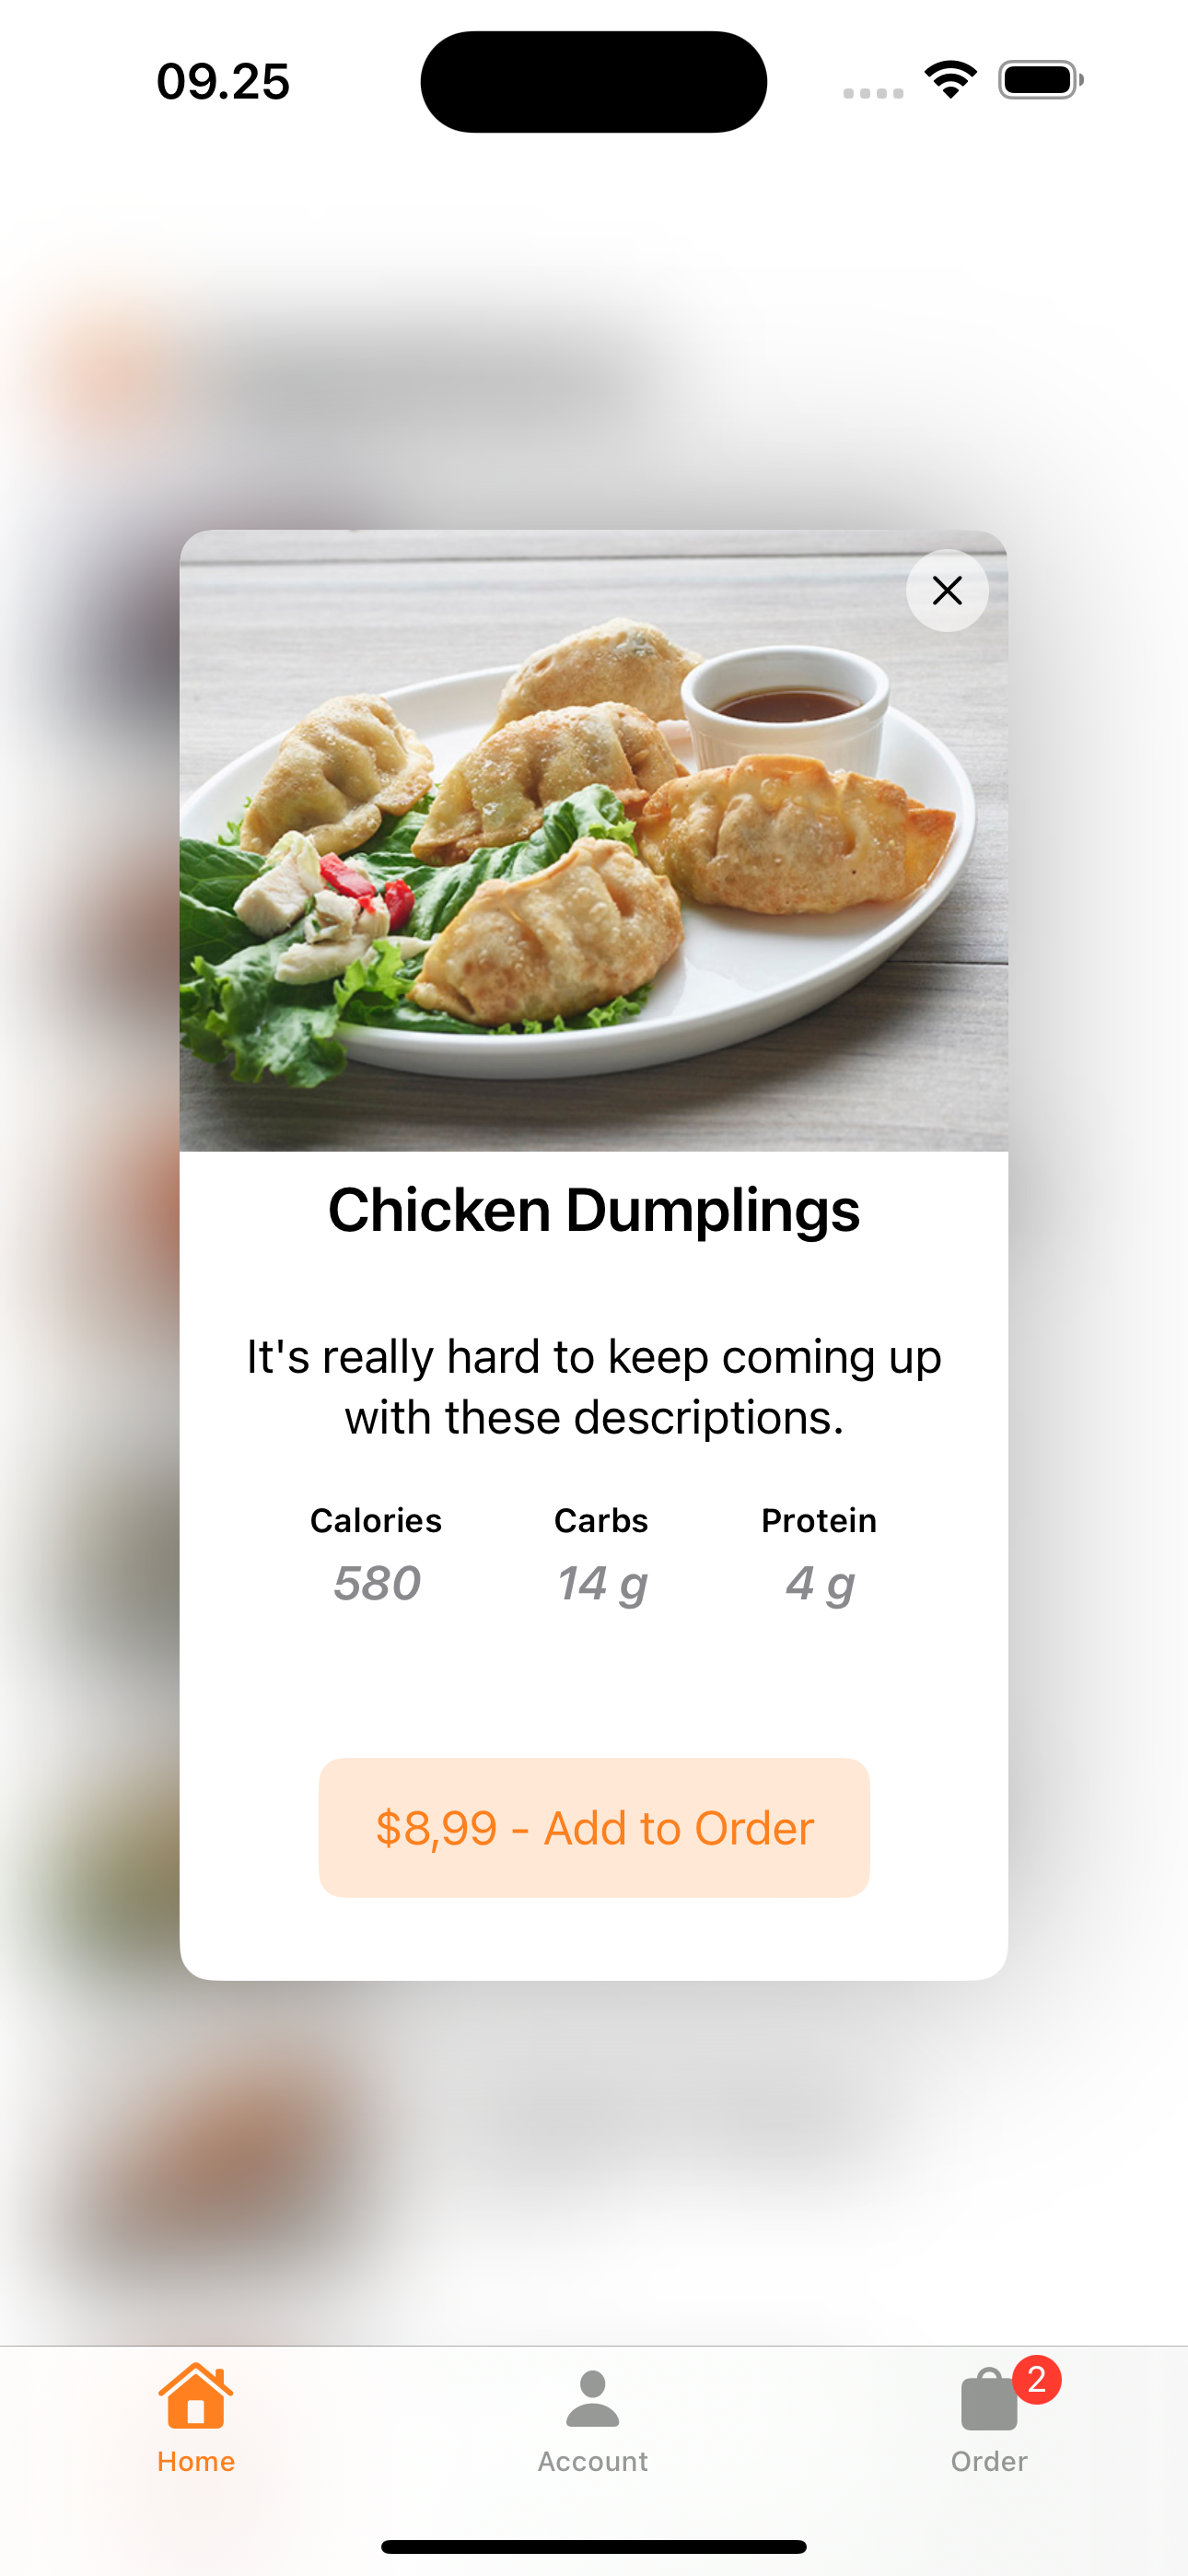 09.25
Chicken Dumplings
It's really hard to keep coming up
with these descriptions.
Calories Carbs Protein
580 14 g 4 g
$8,99 - Add to Order
2
Home Account Order